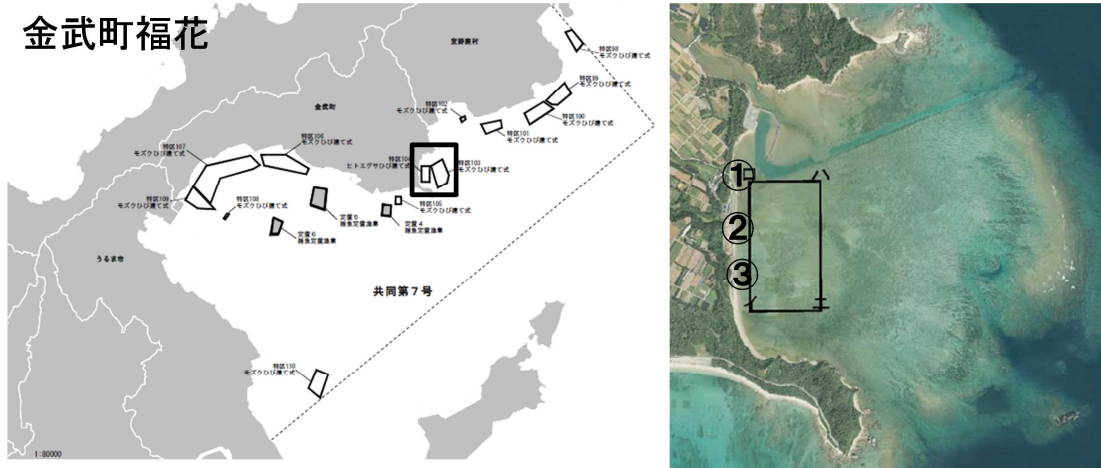 金武町福花
宜野座村
特区98
モズクひび建て式
特区99
モズクひび建て式
特区100
モズクひび建て式
特区101
モズクひび建て式
特区102
モズクひび建て式
金武町
特区106
モズクひび建て式
特区107
モズクひび建て式
特区104
ヒトエグサひび建て式
特区103
モズクひび建て式
特区109
モズクひび建て式
特区108
モズクひび建て式
特区105
モズクひび建て式
定置5
雑魚定置漁業
定置4
雑魚定置漁業
定置6
雑魚定置漁業
うるま市
共同第7号
特区110
モズクひび建て式
1:80000
①
②
③
ロ
ハ
イ
ニ